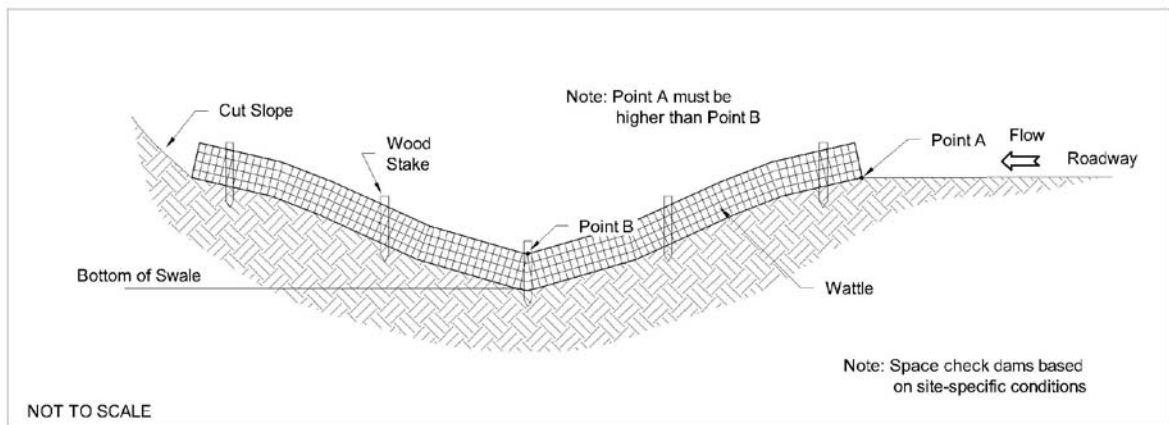 Cut Slope
Note: Point A must be
higher than Point B
Wood
Stake
Point A
Flow
Roadway
Point B
Bottom of Swale
Wattle
Note: Space check dams based
on site-specific conditions
NOT TO SCALE